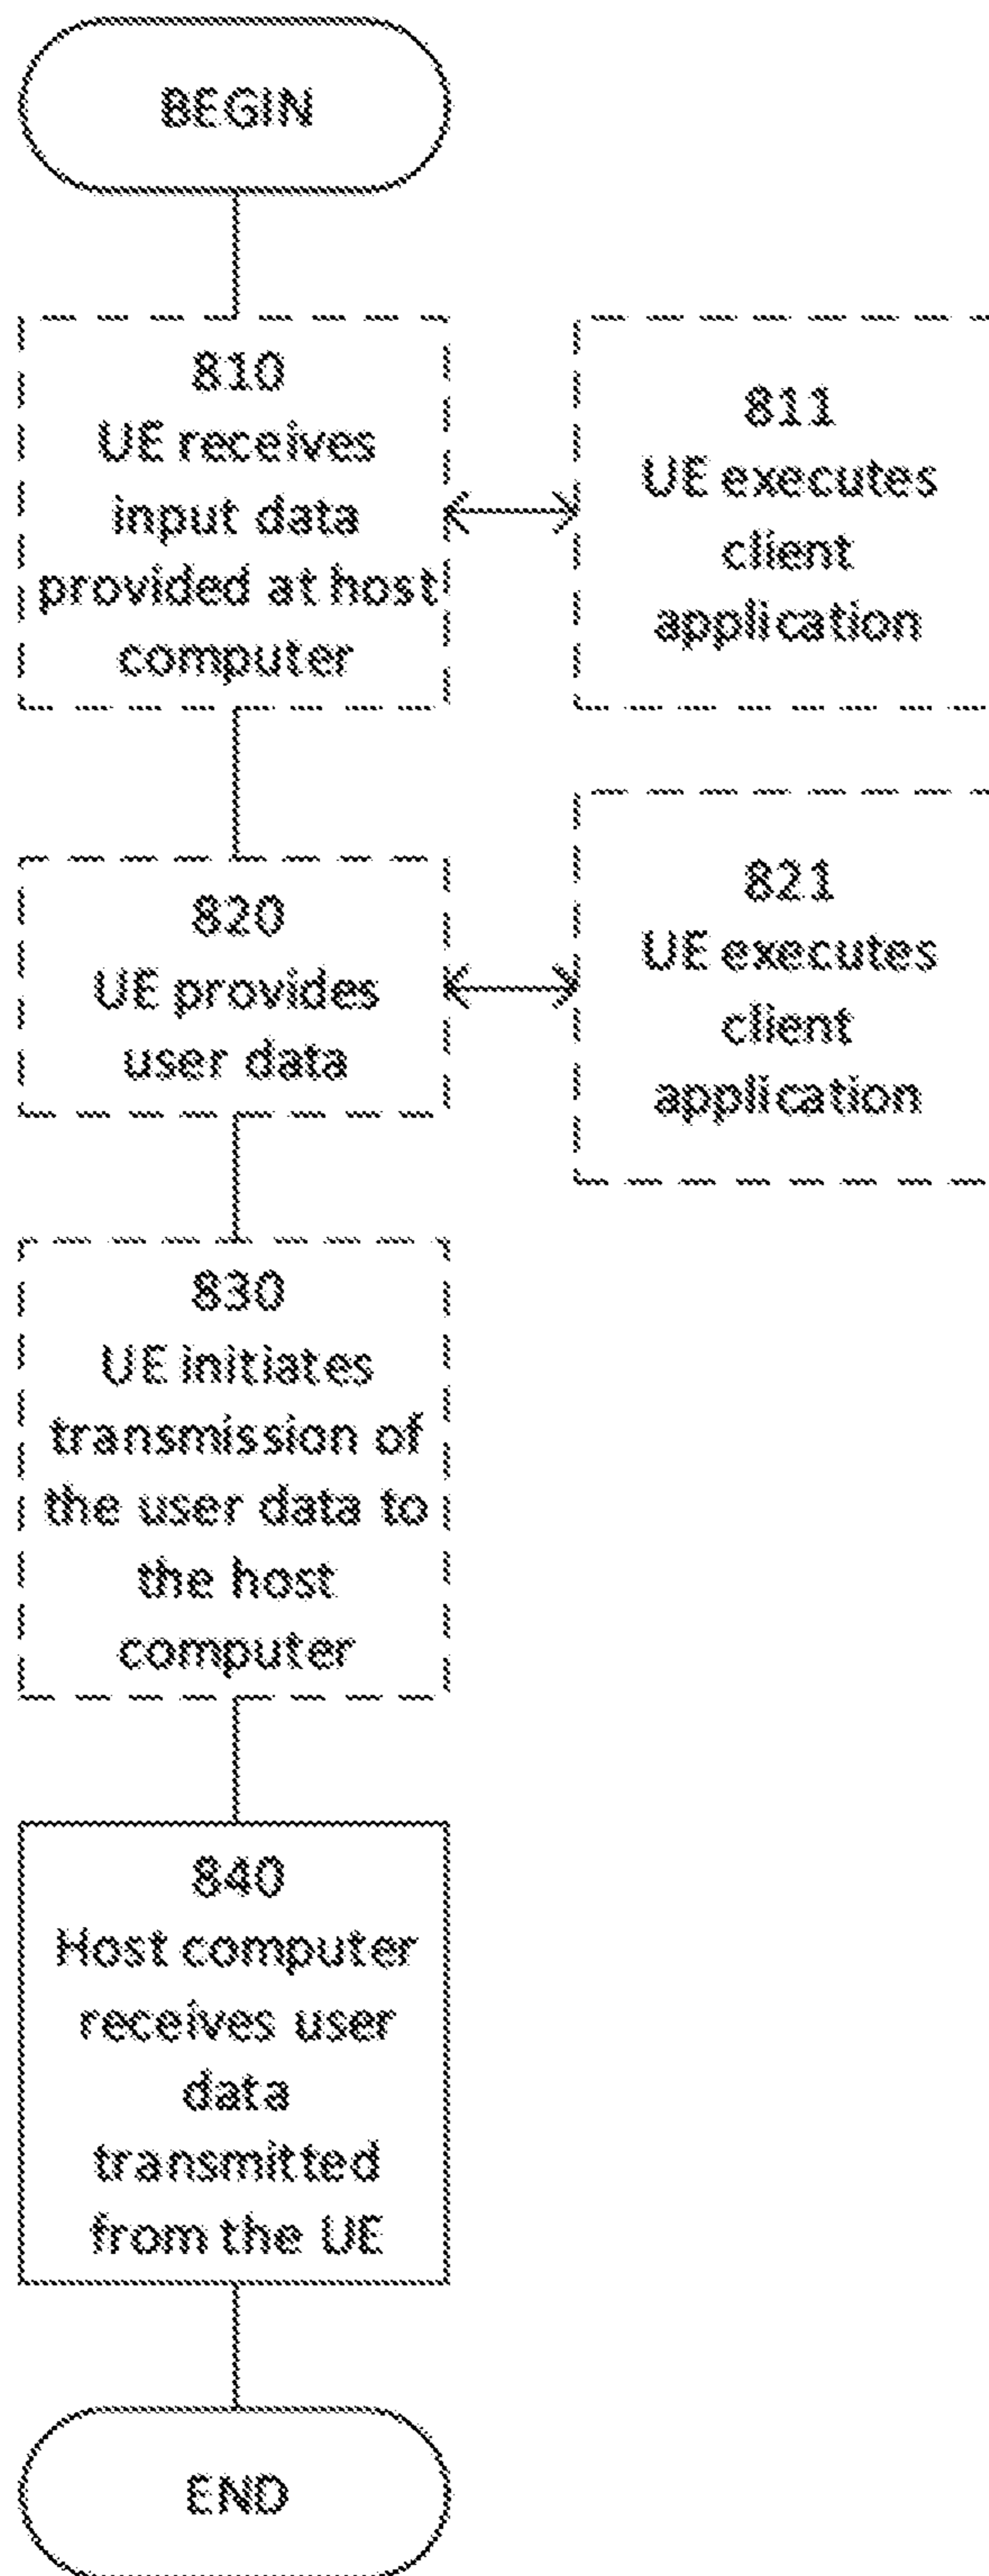 BEGIN
810
UE receives
input data
provided at host
computer
811
UE executes
client
application
820
UE provides
user data
821
UE executes
client
application
830
UE initiates
transmission of
the user data to
the host
computer
840
Host computer
receives user
data
transmitted
from the UE
END